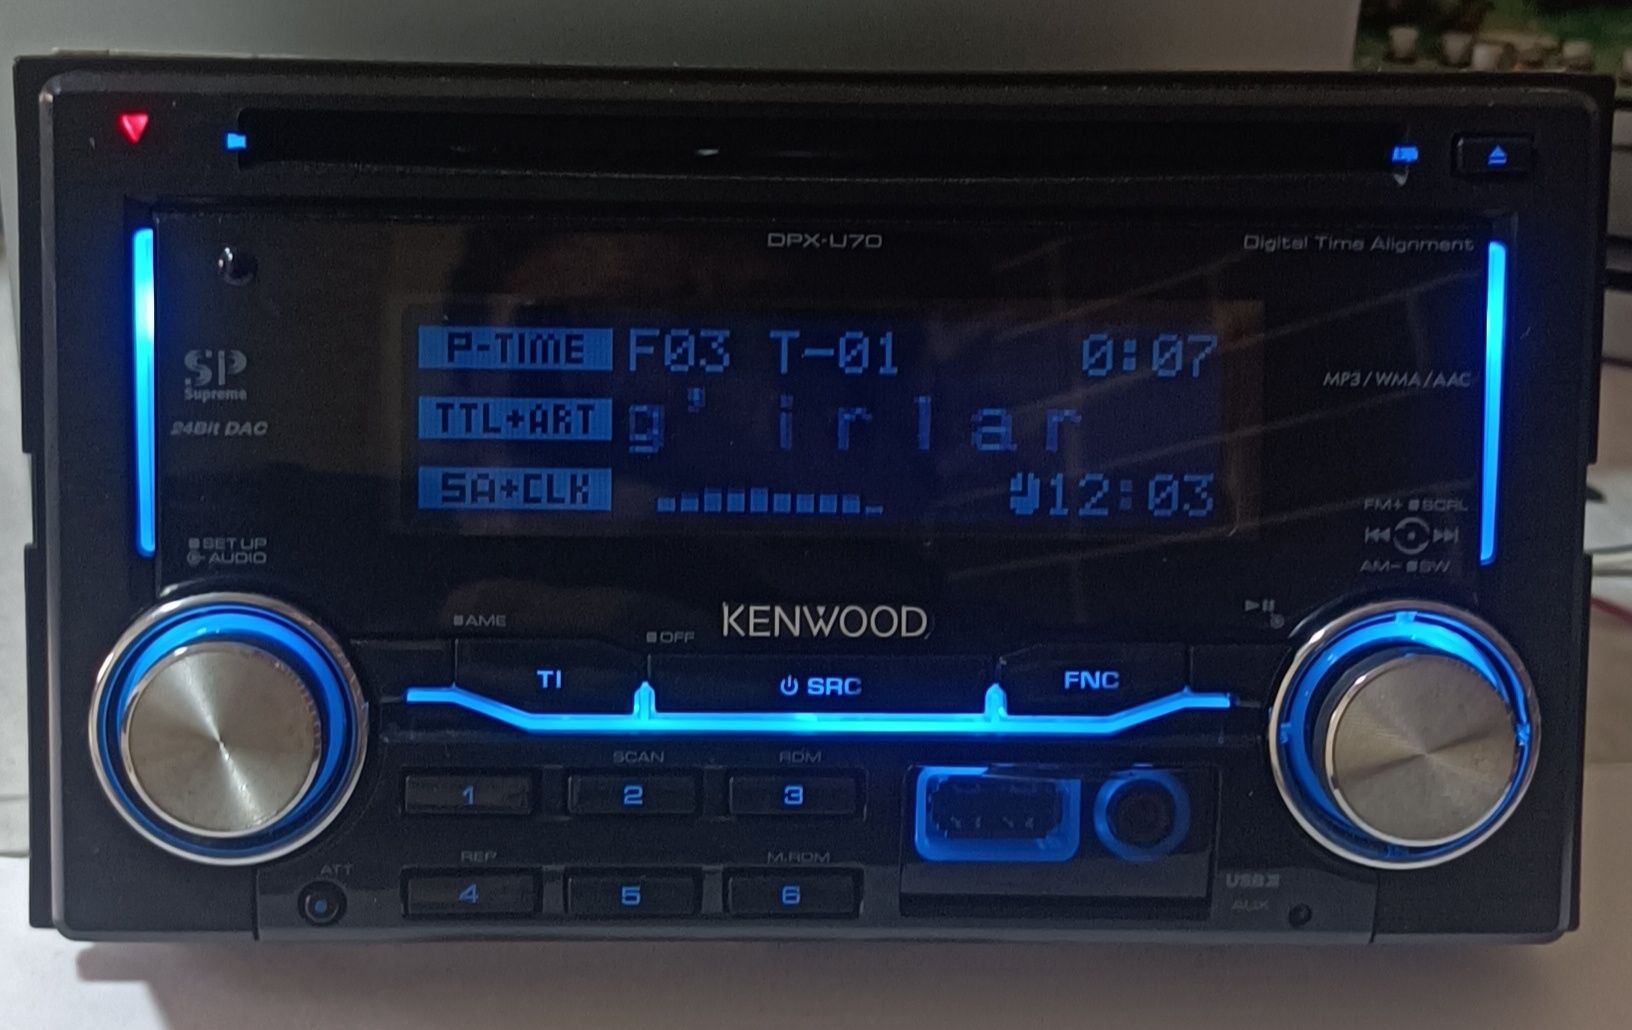 DPX-U70
Digital Time Alignment
SP
Supreme
24Bit DAC
P-TIME F03 T-01 0:07
TTL+ART g' irlar
SA+CLK 12:03
MP3/WMA/AAC
SET UP
AUDIO
FM+ SCRL
AM- SW
KENWOOD
AME
OFF
TI
SRC
FNC
SCAN
RDM
1
2
3
REP
M.RDM
ATT
4
5
6
USB
AUX